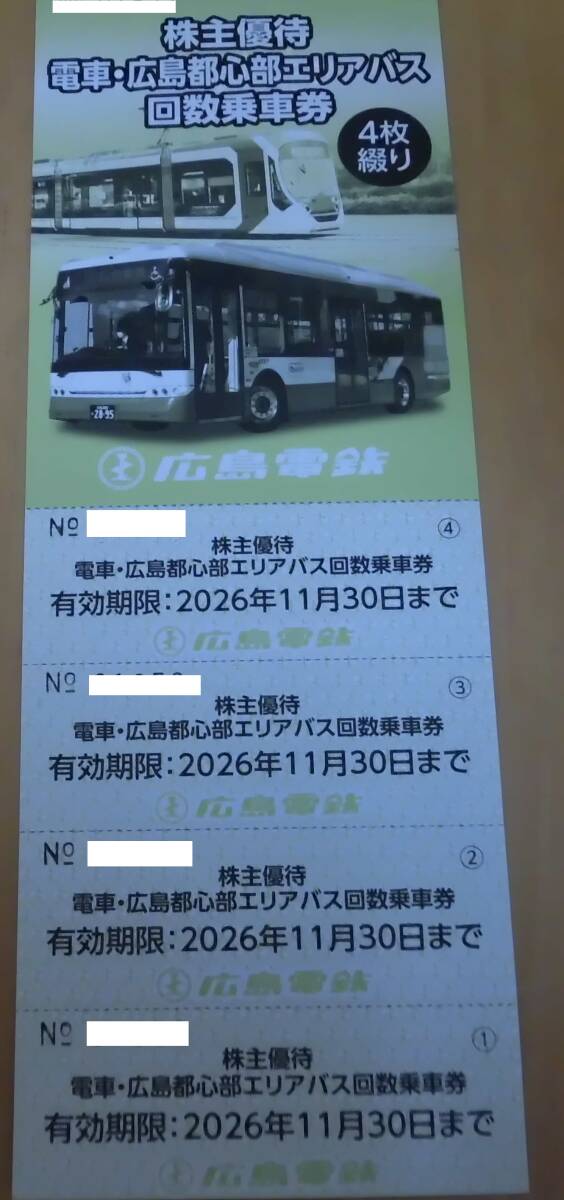 株主優待
電車・広島都心部エリアバス
回数乗車券
4枚
綴り
28-95
広島電鉄
№
④
株主優待
電車・広島都心部エリアバス回数乗車券
有効期限：2026年11月30日まで
広島電鉄
№
③
株主優待
電車・広島都心部エリアバス回数乗車券
有効期限：2026年11月30日まで
広島電鉄
№
②
株主優待
電車・広島都心部エリアバス回数乗車券
有効期限：2026年11月30日まで
広島電鉄
№
①
株主優待
電車・広島都心部エリアバス回数乗車券
有効期限：2026年11月30日まで
広島電鉄